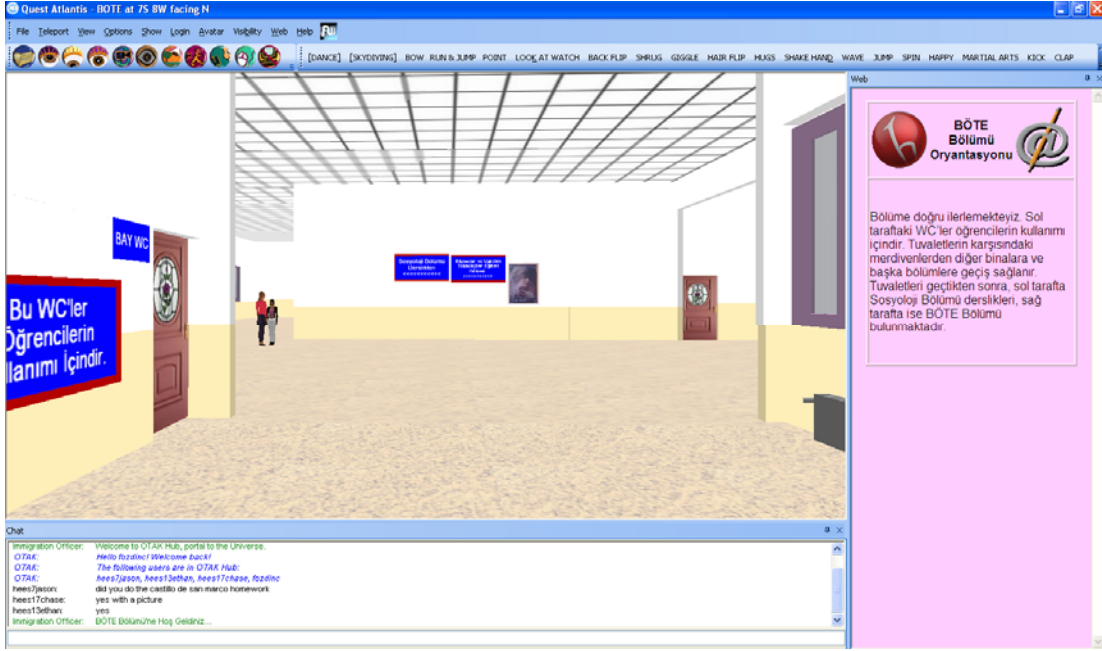 Quest Atlantis - BOTE at 7S 8W facing N
File Teleport View Options Show Login Avatar Visibility Web Help
[DANCE] [SKYDIVING] BOW RUN & JUMP POINT LOOK AT WATCH BACK FLIP SHRUG GIGGLE HAIR FLIP HUGS SHAKE HAND WAVE JUMP SPIN HAPPY MARTIAL ARTS KICK CLAP
BAY WC
Bu WC'ler
Öğrencilerin
llanımı İçindir.
Sosyoloji Bölümü
Derslikleri
Web
BÖTE
Bölümü
Oryantasyonu
Bölüme doğru ilerlemekteyiz. Sol
taraftaki WC'ler öğrencilerin kullanımı
içindir. Tuvaletlerin karşısındaki
merdivenlerden diğer binalara ve
başka bölümlere geçiş sağlanır.
Tuvaletleri geçtikten sonra, sol tarafta
Sosyoloji Bölümü derslikleri, sağ
tarafta ise BÖTE Bölümü
bulunmaktadır.
Chat
Immigration Officer: Welcome to OTAK Hub, portal to the Universe.
OTAK: Hello fozdinc! Welcome back!
OTAK: The following users are in OTAK Hub:
OTAK: hees7jason, hees13ethan, hees17chase, fozdinc
hees7jason: did you do the castillo de san marco homework
hees17chase: yes with a picture
hees13ethan: yes
Immigration Officer: BÖTE Bölümü'ne Hoş Geldiniz...